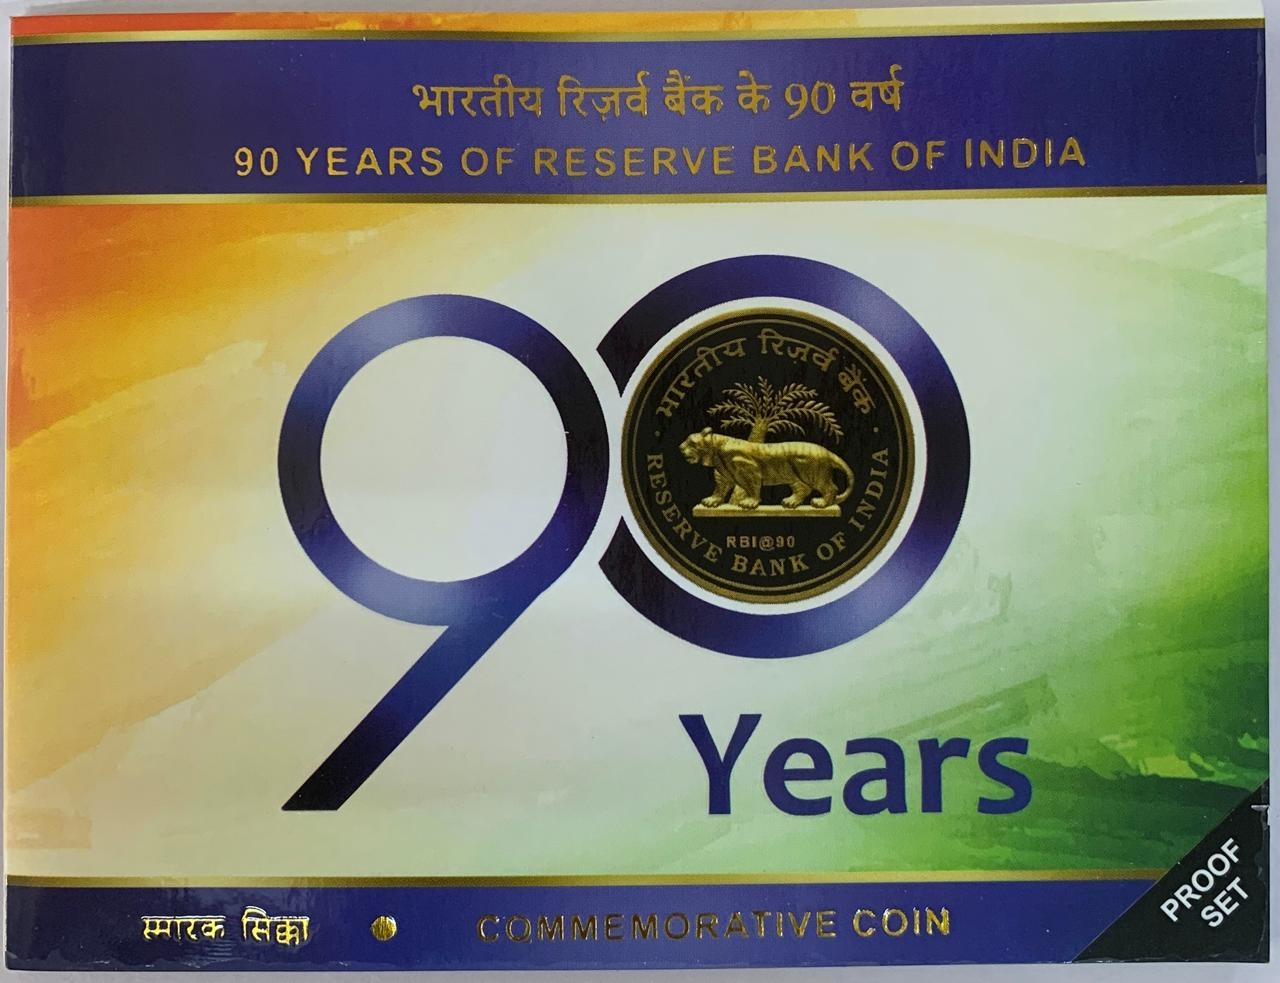 भारतीय रिज़र्व बैंक के 90 वर्ष
90 YEARS OF RESERVE BANK OF INDIA
90
भारतीय रिज़र्व बैंक
RBI@90
RESERVE BANK OF INDIA
Years
स्मारक सिक्का • COMMEMORATIVE COIN
PROOF
SET